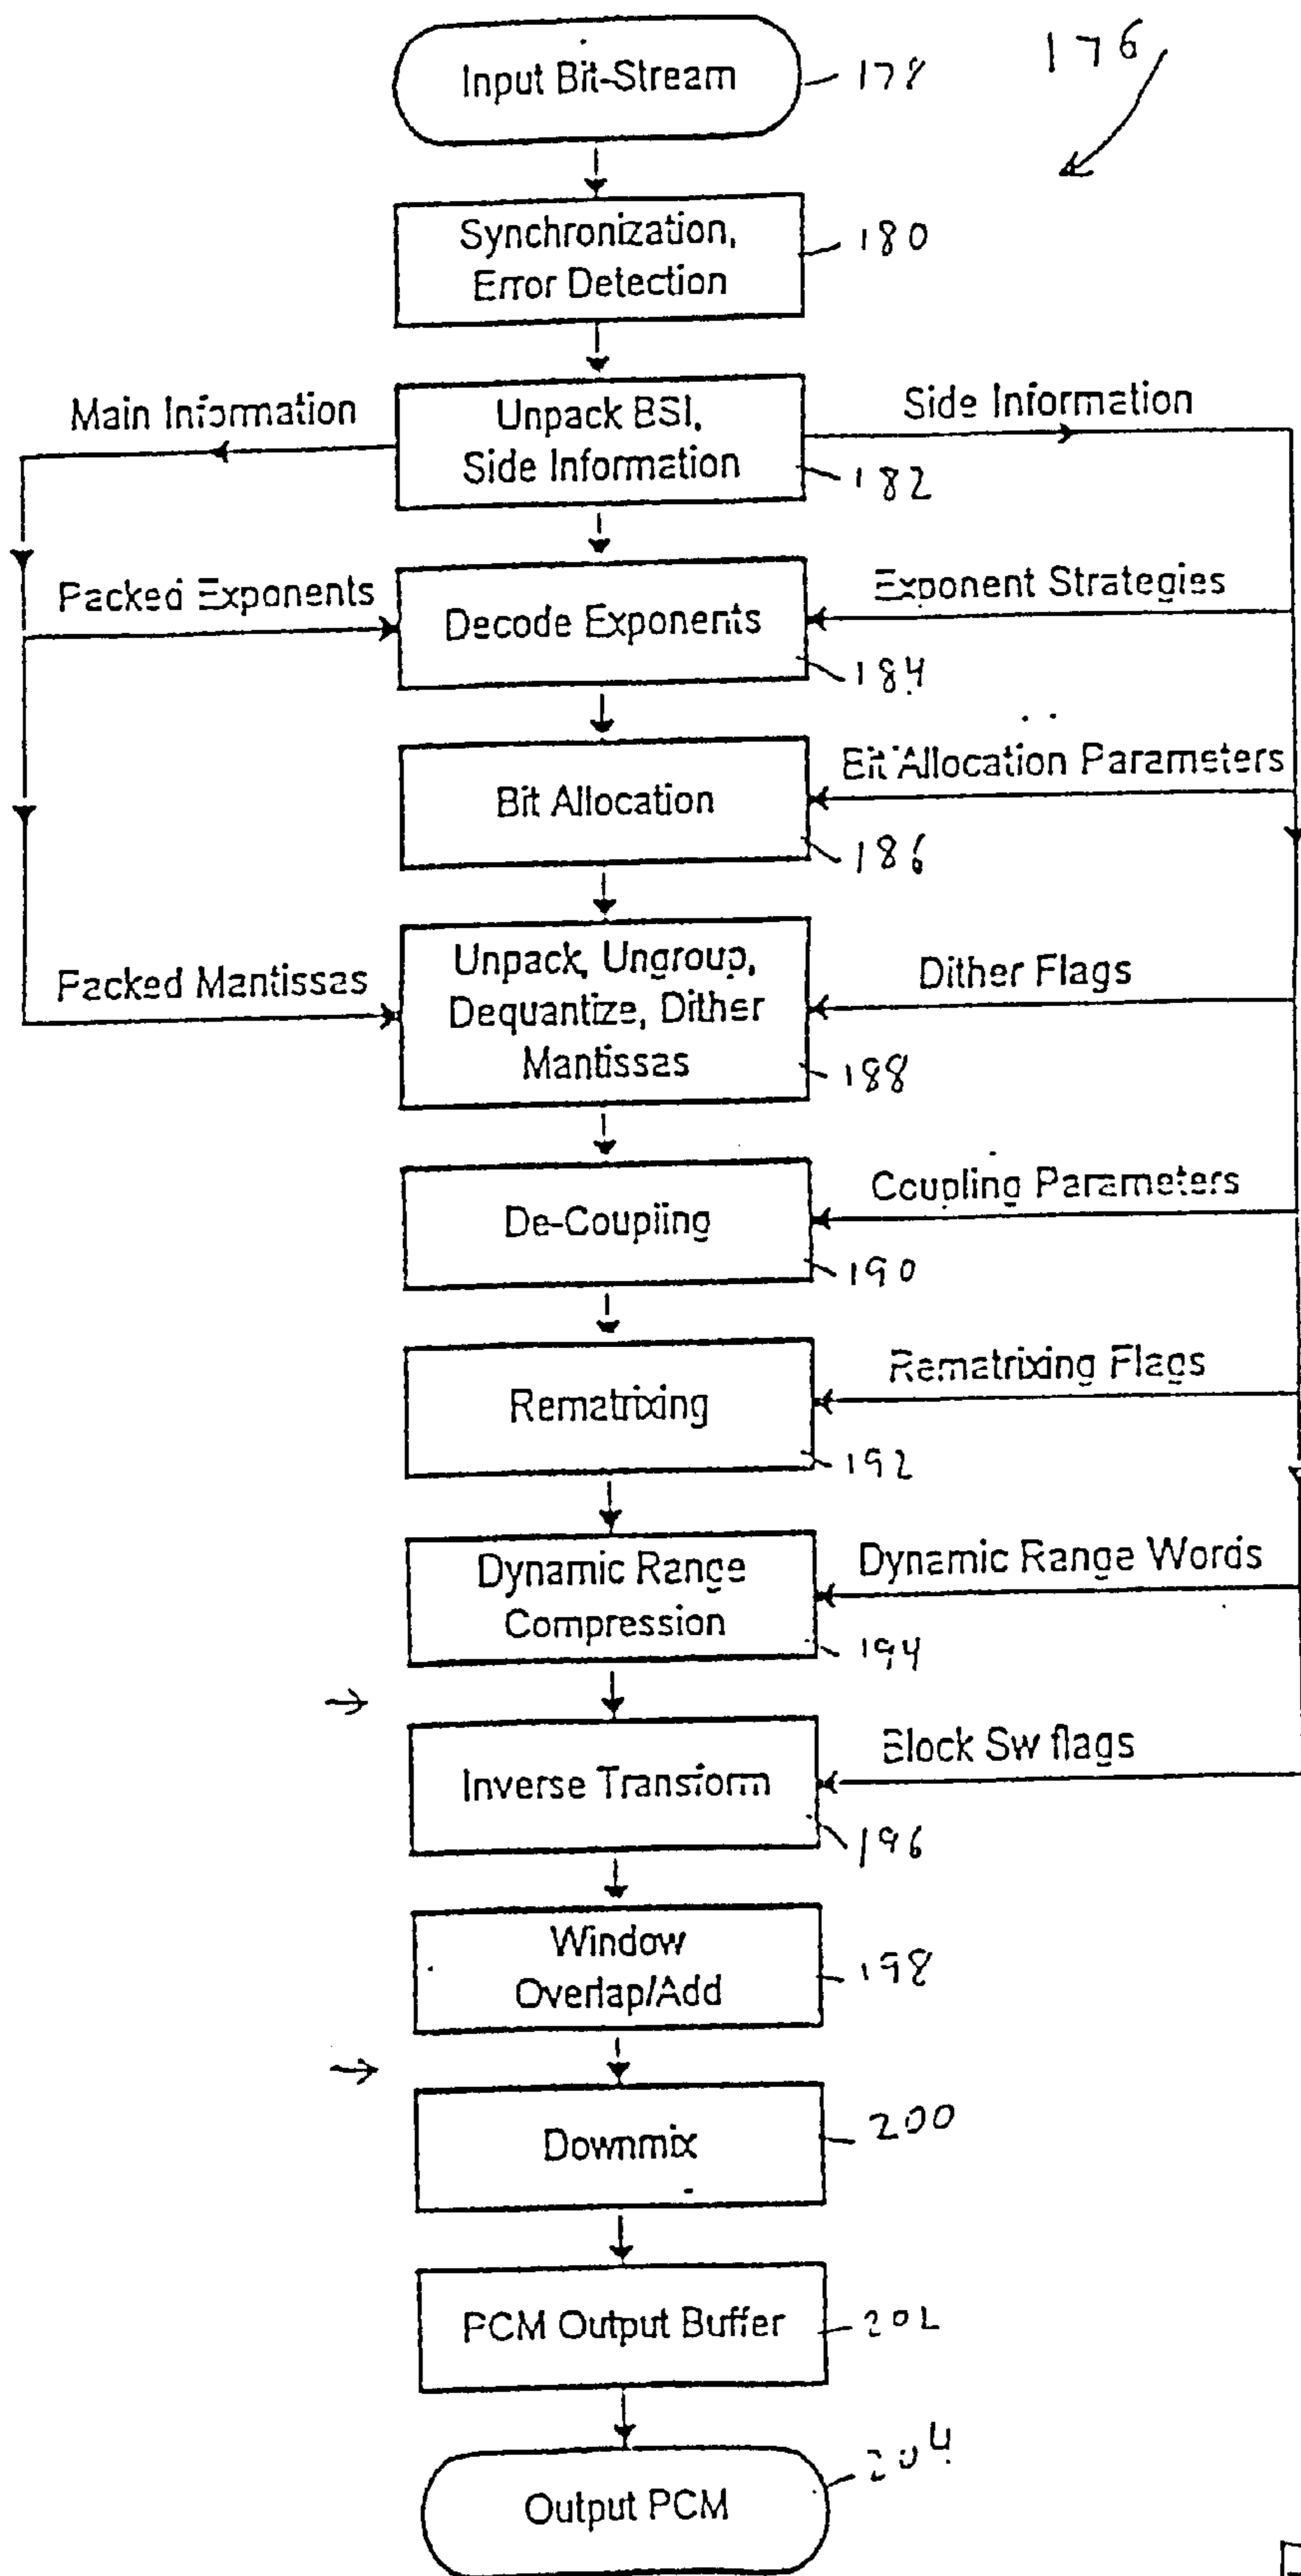 Input Bit-Stream
178
176
Synchronization,
Error Detection
180
Main Information
Unpack BSI,
Side Information
182
Side Information
Packed Exponents
Decode Exponents
184
Exponent Strategies
Bit Allocation
186
Bit Allocation Parameters
Packed Mantissas
Unpack, Ungroup,
Dequantize, Dither
Mantissas
188
Dither Flags
De-Coupling
190
Coupling Parameters
Rematrixing
192
Rematrixing Flags
Dynamic Range
Compression
194
Dynamic Range Words
Inverse Transform
196
Block Sw flags
Window
Overlap/Add
198
Downmix
200
PCM Output Buffer
202
Output PCM
204